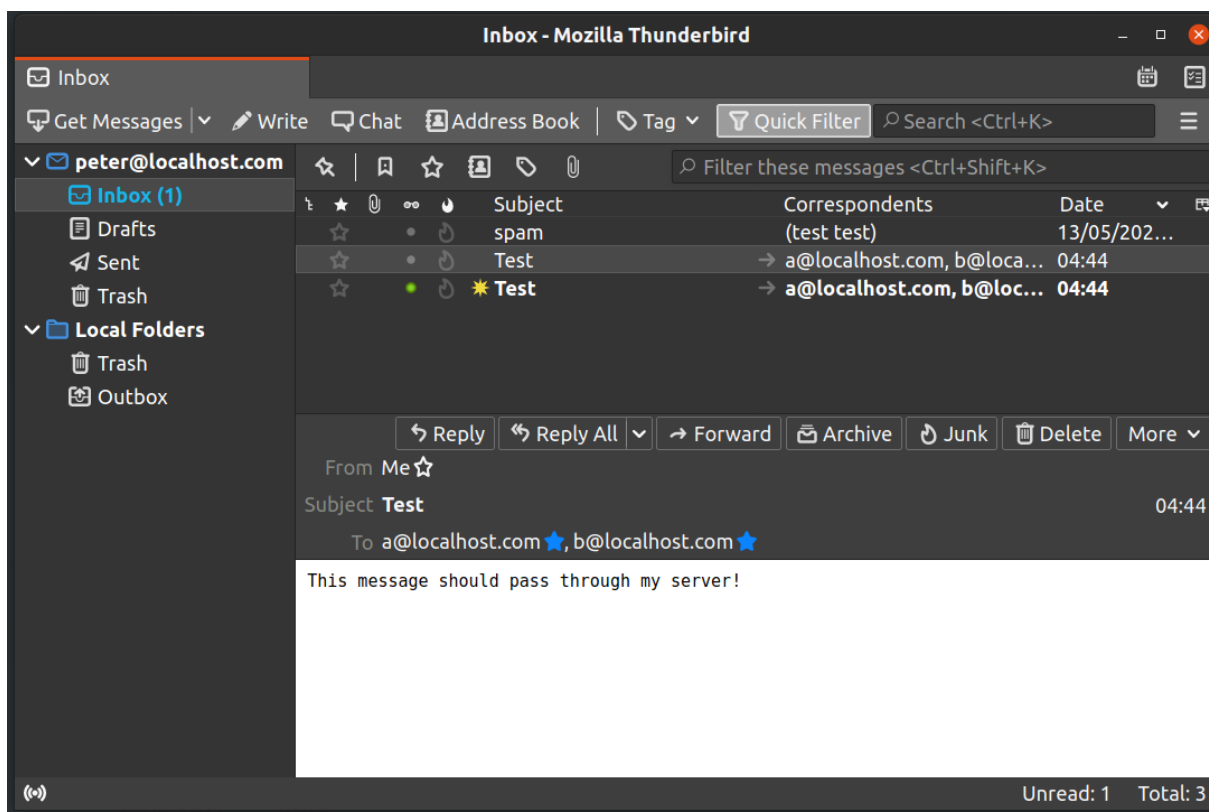 Inbox - Mozilla Thunderbird
Inbox
Get Messages Write Chat Address Book Tag Quick Filter Search <Ctrl+K>
peter@localhost.com
Filter these messages <Ctrl+Shift+K>
Inbox (1)
Drafts
Sent
Trash
Local Folders
Trash
Outbox
Subject Correspondents Date
spam (test test) 13/05/202...
Test a@localhost.com, b@loca... 04:44
Test a@localhost.com, b@loc... 04:44
Reply Reply All Forward Archive Junk Delete More
From Me
Subject Test 04:44
To a@localhost.com, b@localhost.com
This message should pass through my server!
Unread: 1 Total: 3